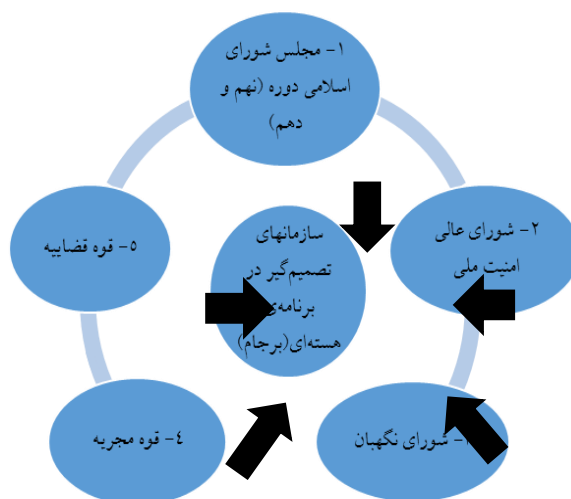 ۱- مجلس شورای
اسلامی دوره (نهم و
دهم)
۲- شورای عالی
امنیت ملی
شورای نگهبان
۴- قوه مجریه
۵- قوه قضاییه
سازمانهای
تصمیم‌گیر در
برنامه‌ی
هسته‌ای(برجام)